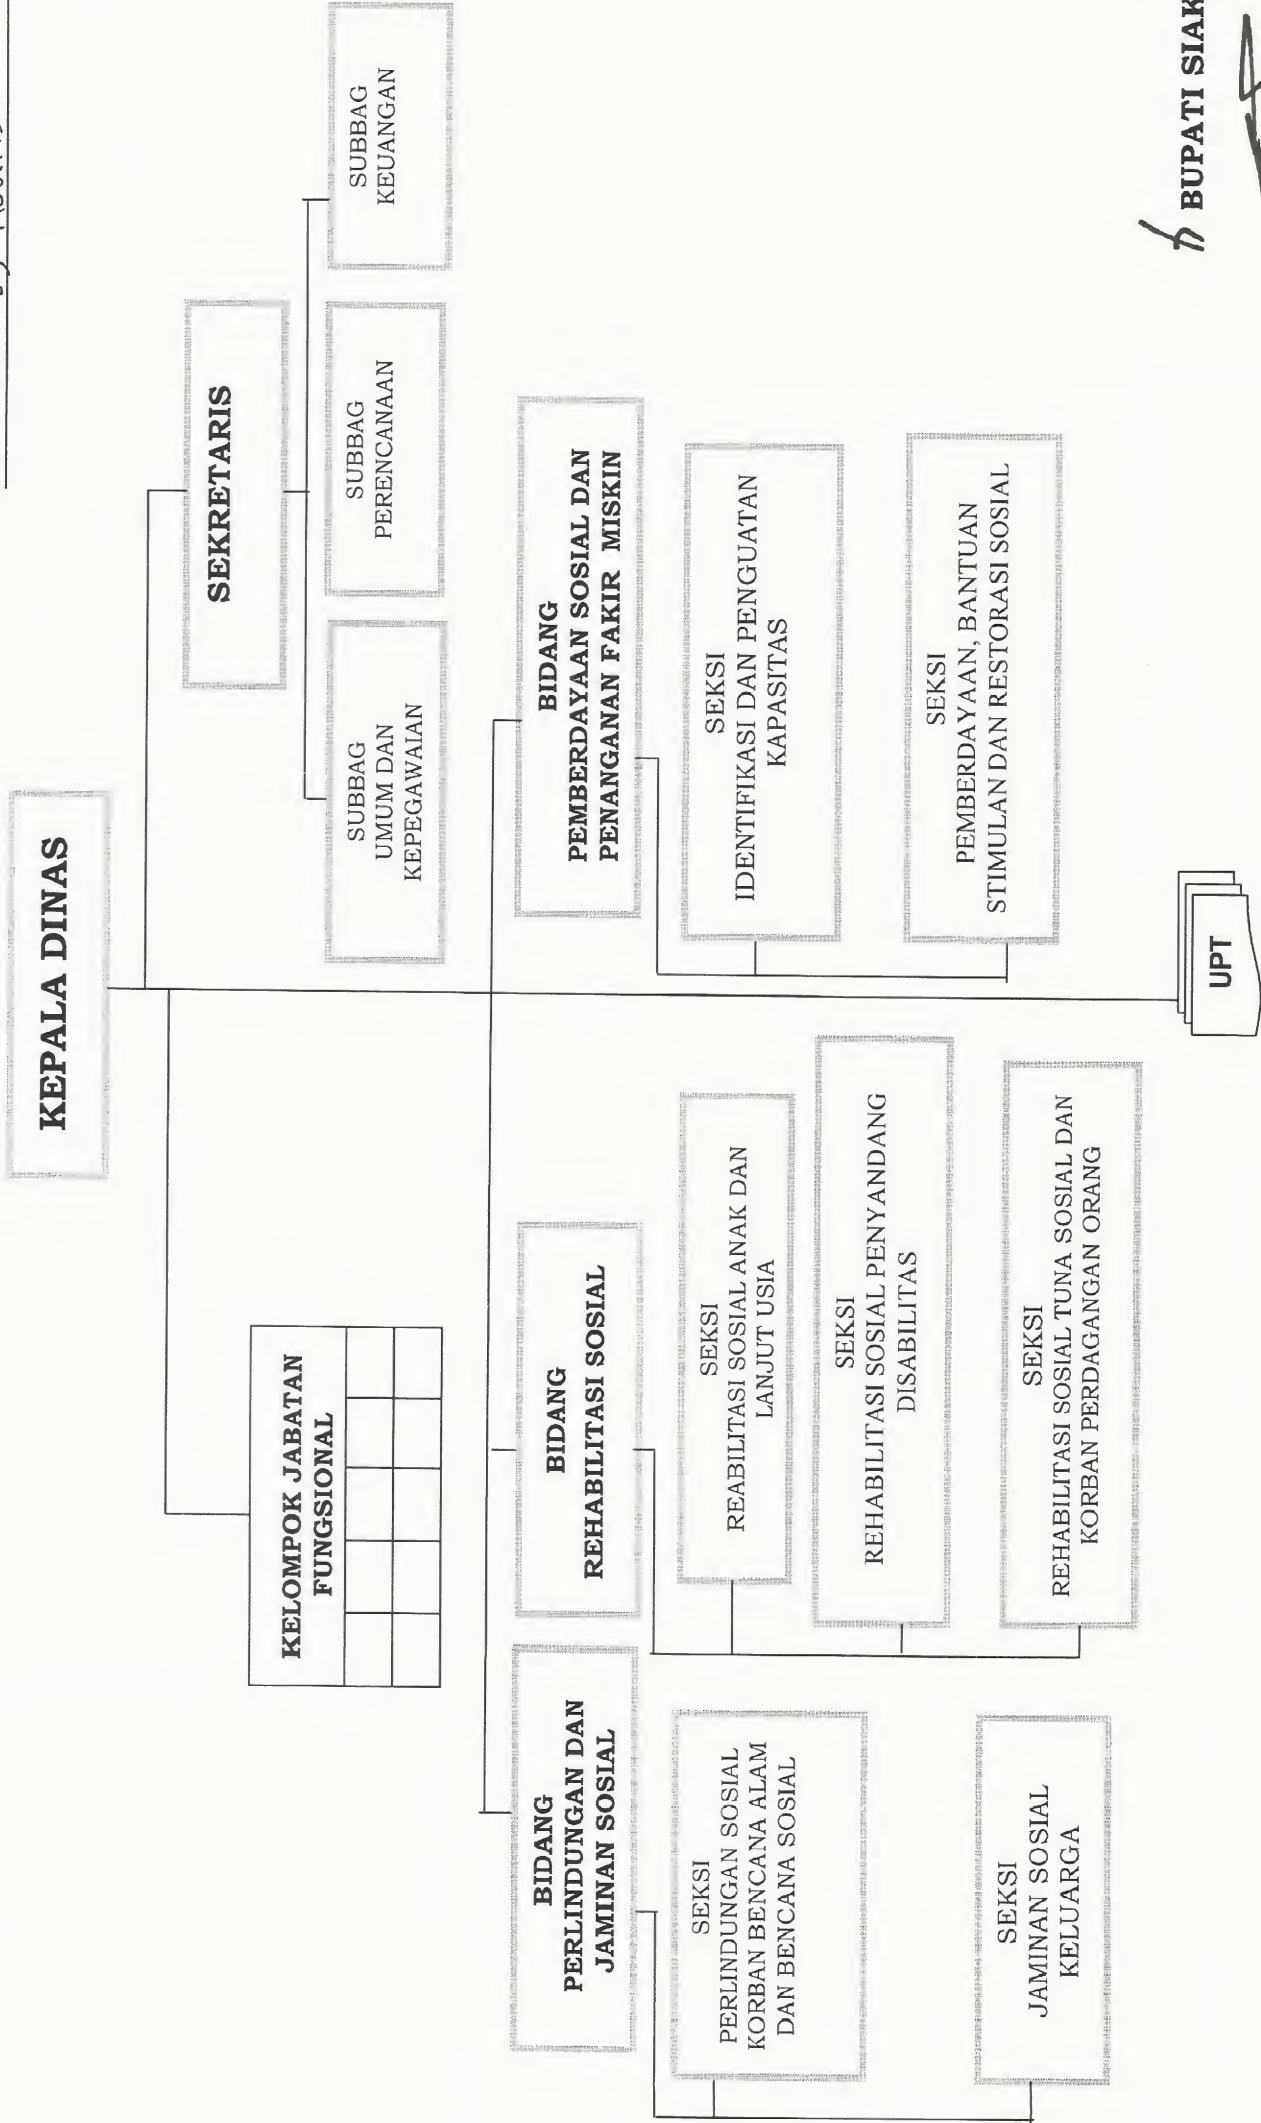 KEPALA DINAS
SEKRETARIS
KELOMPOK JABATAN
FUNGSIONAL
SUBBAG
UMUM DAN
KEPEGAWAIAN
SUBBAG
PERENCANAAN
SUBBAG
KEUANGAN
BIDANG
PERLINDUNGAN DAN
JAMINAN SOSIAL
BIDANG
REHABILITASI SOSIAL
BIDANG
PEMBERDAYAAN SOSIAL DAN
PENANGANAN FAKIR MISKIN
SEKSI
PERLINDUNGAN SOSIAL
KORBAN BENCANA ALAM
DAN BENCANA SOSIAL
SEKSI
JAMINAN SOSIAL
KELUARGA
SEKSI
REABILITASI SOSIAL ANAK DAN
LANJUT USIA
SEKSI
REHABILITASI SOSIAL PENYANDANG
DISABILITAS
SEKSI
REHABILITASI SOSIAL TUNA SOSIAL DAN
KORBAN PERDAGANGAN ORANG
SEKSI
IDENTIFIKASI DAN PENGUATAN
KAPASITAS
SEKSI
PEMBERDAYAAN, BANTUAN
STIMULAN DAN RESTORASI SOSIAL
UPT
BUPATI SIAK